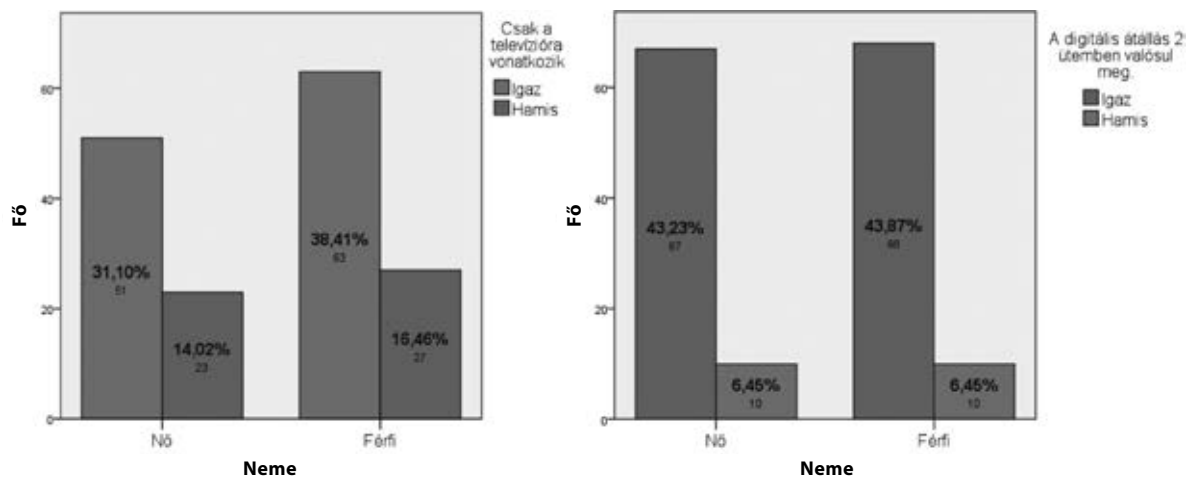 Csak a
televízióra
vonatkozik
Igaz
Hamis
60
40
20
0
Fő
31,10%
51
14,02%
23
38,41%
63
16,46%
27
Nő
Férfi
Neme
A digitális átállás 2
ütemben valósul
meg.
Igaz
Hamis
60
40
20
0
Fő
43,23%
67
6,45%
10
43,87%
68
6,45%
10
Nő
Férfi
Neme